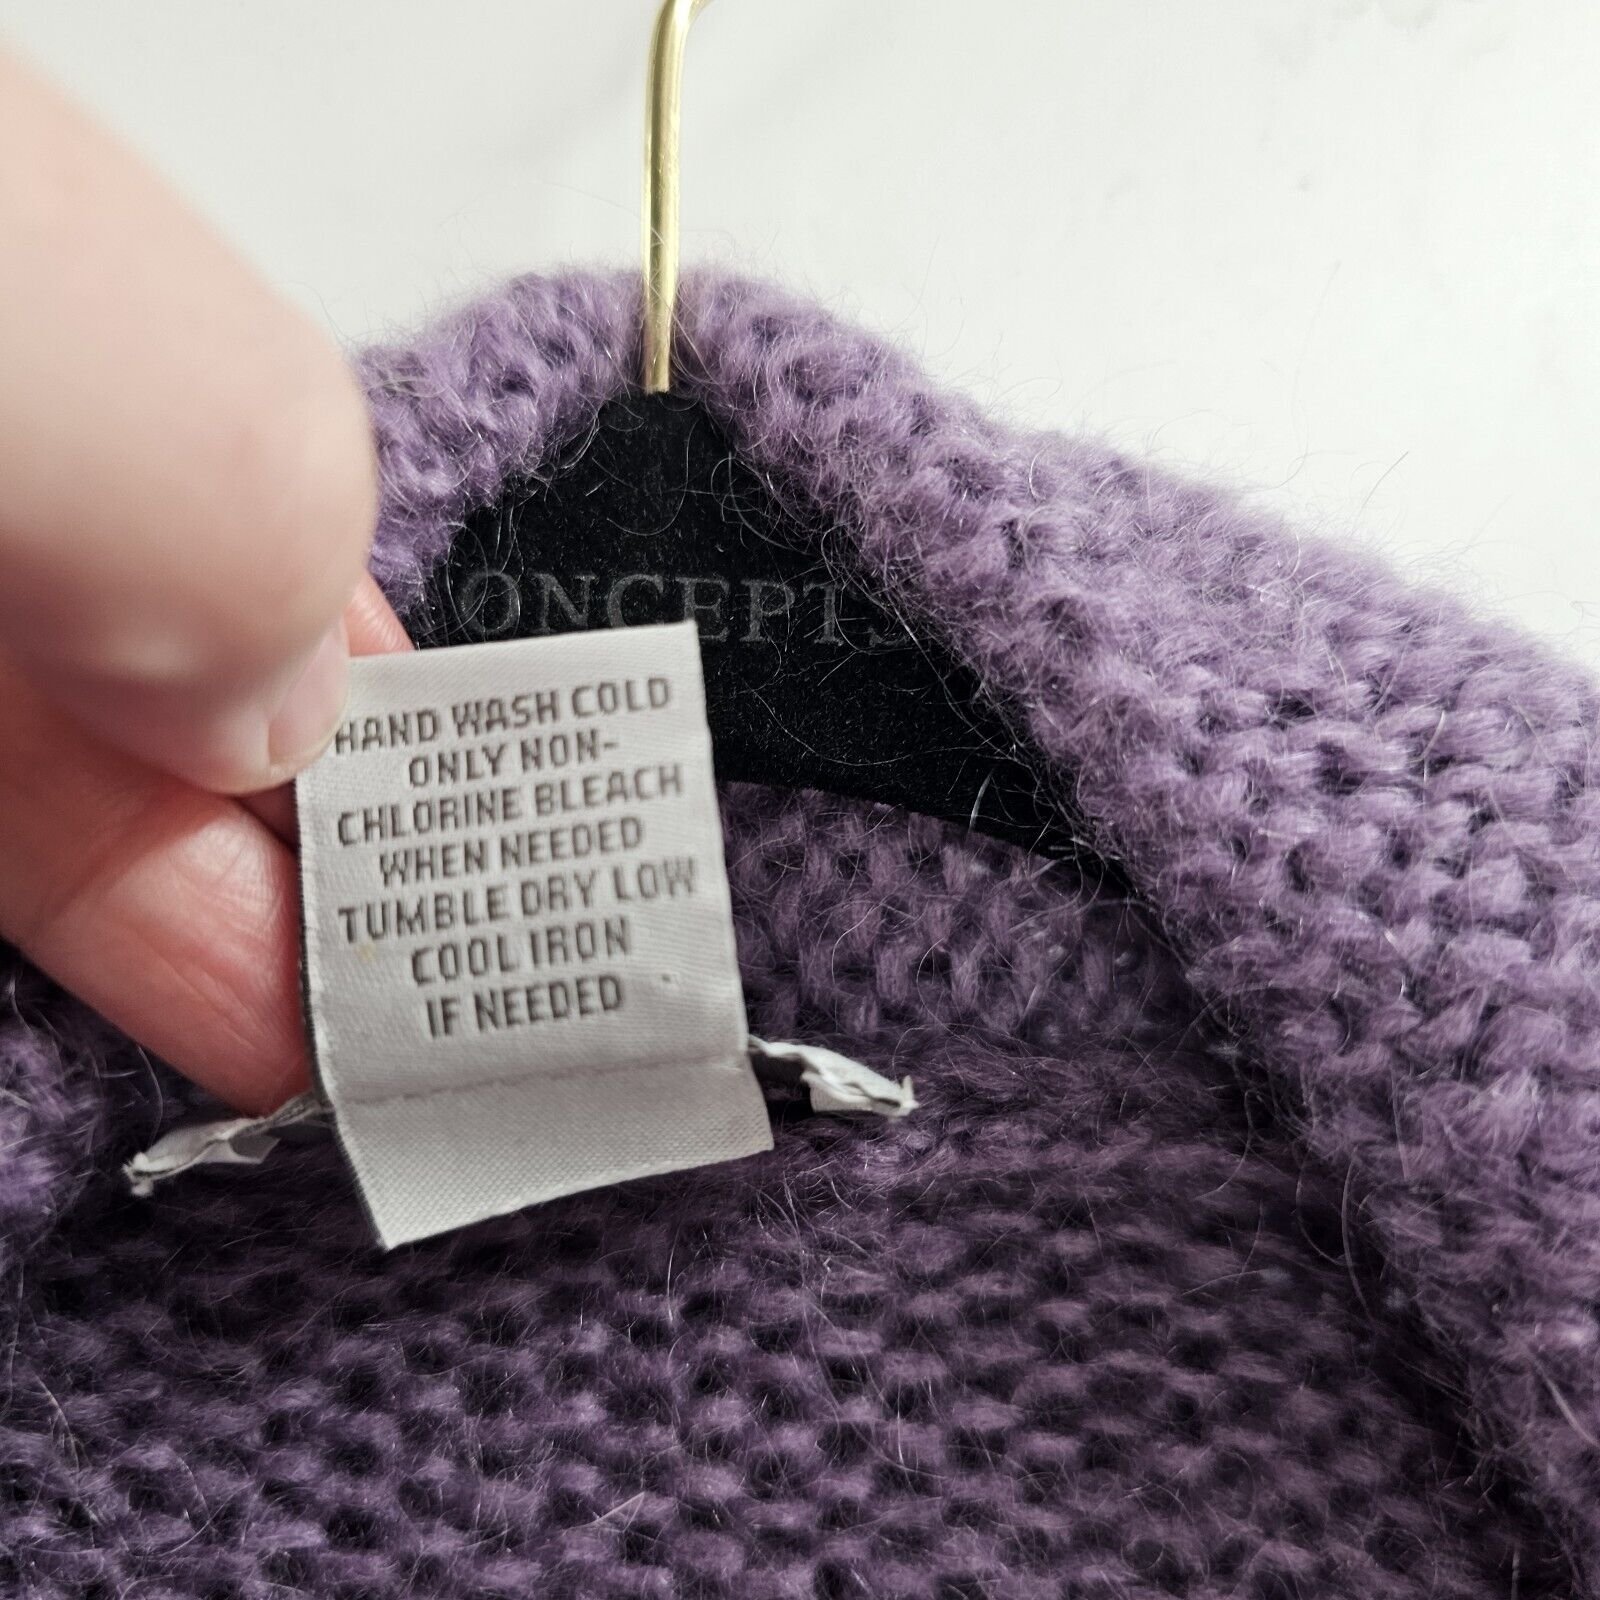 ONCEPTS
HAND WASH COLD
ONLY NON-
CHLORINE BLEACH
WHEN NEEDED
TUMBLE DRY LOW
COOL IRON
IF NEEDED